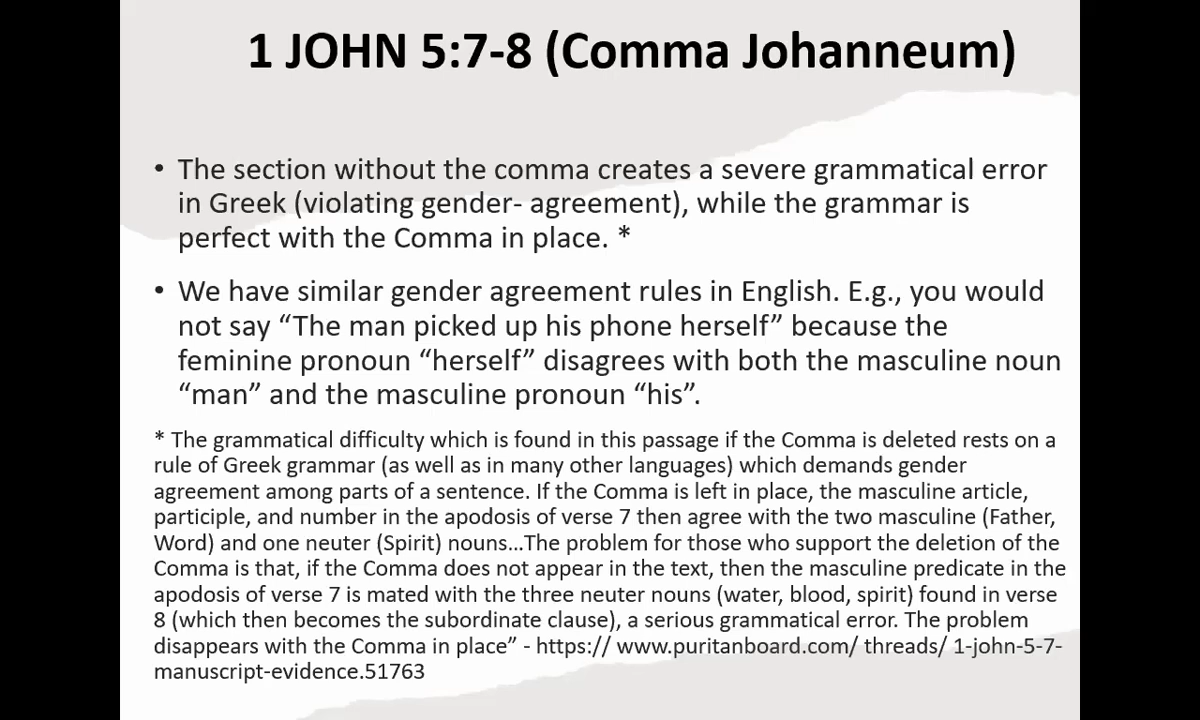 1 JOHN 5:7-8 (Comma Johanneum)
• The section without the comma creates a severe grammatical error
in Greek (violating gender- agreement), while the grammar is
perfect with the Comma in place. *
• We have similar gender agreement rules in English. E.g., you would
not say “The man picked up his phone herself” because the
feminine pronoun “herself” disagrees with both the masculine noun
“man” and the masculine pronoun “his”.
* The grammatical difficulty which is found in this passage if the Comma is deleted rests on a
rule of Greek grammar (as well as in many other languages) which demands gender
agreement among parts of a sentence. If the Comma is left in place, the masculine article,
participle, and number in the apodosis of verse 7 then agree with the two masculine (Father,
Word) and one neuter (Spirit) nouns…The problem for those who support the deletion of the
Comma is that, if the Comma does not appear in the text, then the masculine predicate in the
apodosis of verse 7 is mated with the three neuter nouns (water, blood, spirit) found in verse
8 (which then becomes the subordinate clause), a serious grammatical error. The problem
disappears with the Comma in place” - https:// www.puritanboard.com/ threads/ 1-john-5-7-
manuscript-evidence.51763